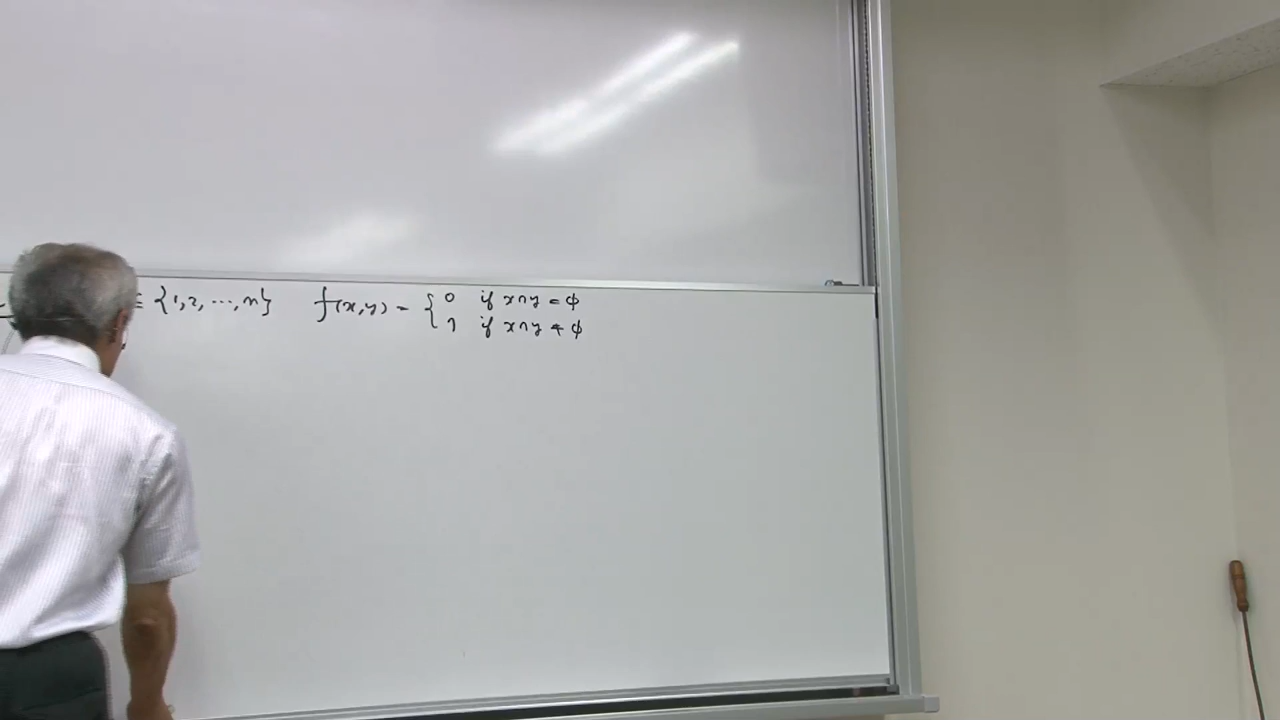 ⊆ {1,2,…,n}  f(x,y) = { 0 if x∩y = φ
1 if x∩y ≠ φ